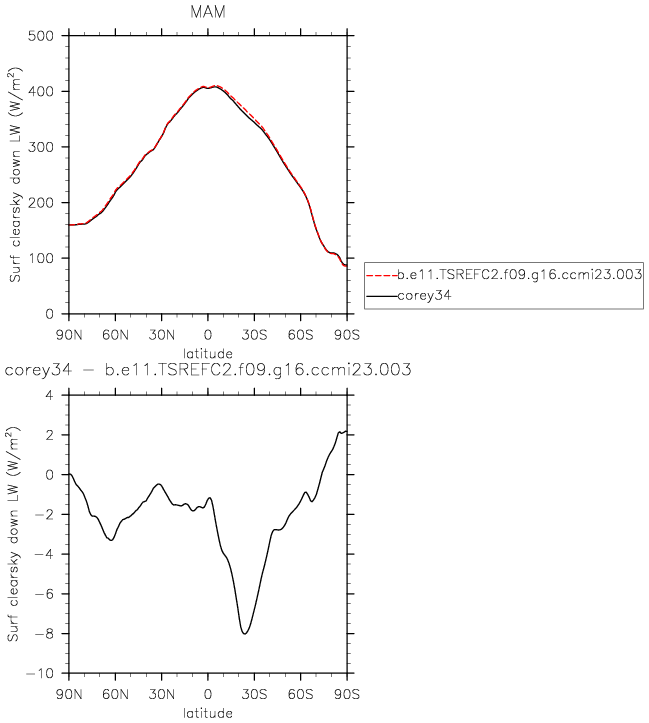 MAM
Surf clearsky down LW (W/m²)
500
400
300
200
100
0
90N 60N 30N 0 30S 60S 90S
latitude
b.e11.TSREFC2.f09.g16.ccmi23.003
corey34
corey34 − b.e11.TSREFC2.f09.g16.ccmi23.003
Surf clearsky down LW (W/m²)
4
2
0
−2
−4
−6
−8
−10
90N 60N 30N 0 30S 60S 90S
latitude